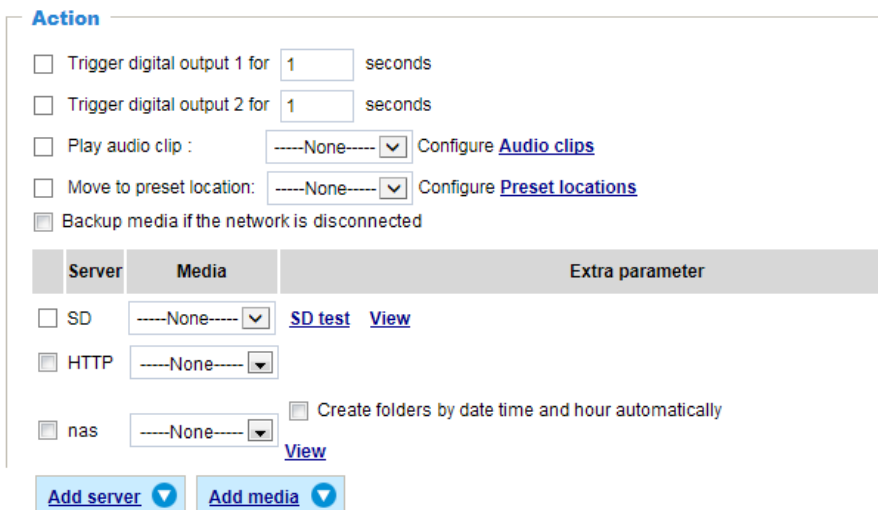 Action
Trigger digital output 1 for 1 seconds
Trigger digital output 2 for 1 seconds
Play audio clip : -----None----- Configure Audio clips
Move to preset location: -----None----- Configure Preset locations
Backup media if the network is disconnected
Server Media Extra parameter
SD -----None----- SD test View
HTTP -----None-----
Create folders by date time and hour automatically
nas -----None-----
View
Add server Add media